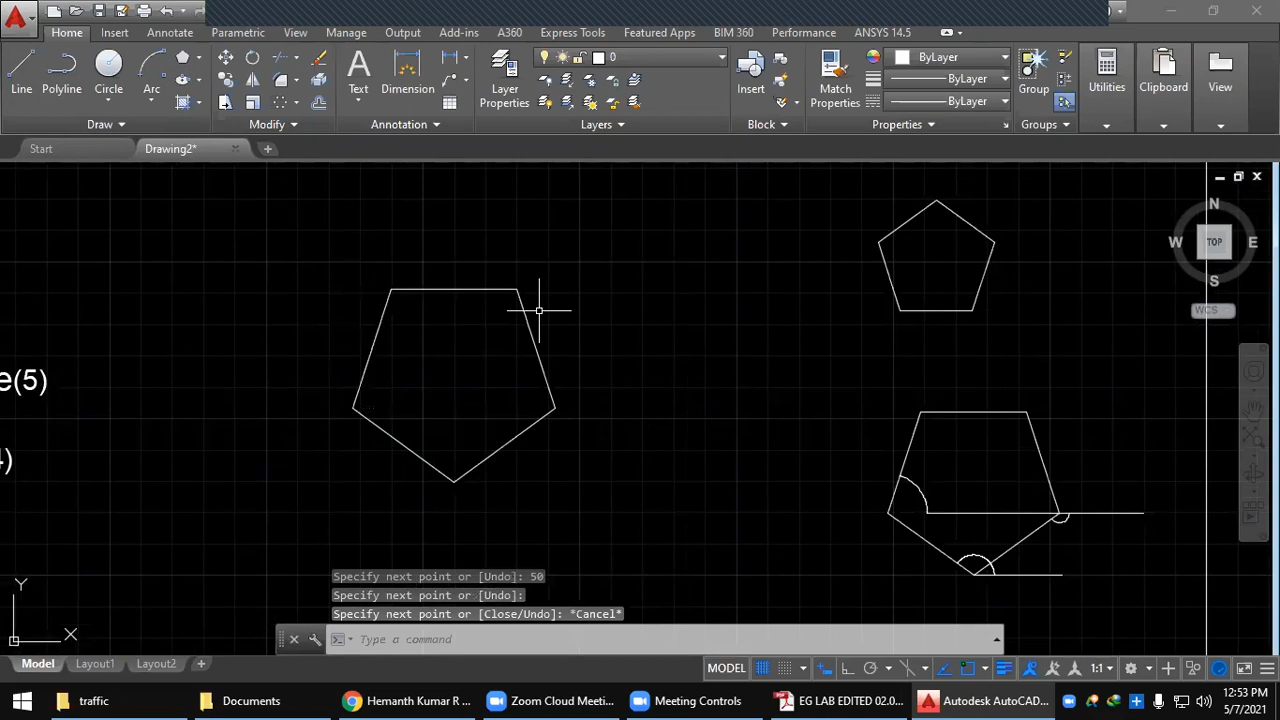 Home Insert Annotate Parametric View Manage Output Add-ins A360 Express Tools Featured Apps BIM 360 Performance ANSYS 14.5
Line Polyline Circle Arc
Text Dimension
Layer Properties
0
Insert
Match Properties
ByLayer
ByLayer
ByLayer
Group
Utilities
Clipboard
View
Draw Modify Annotation Layers Block Properties Groups
Start Drawing2*
N
W TOP E
S
WCS
e(5)
4)
Y
X
Specify next point or [Undo]: 50
Specify next point or [Undo]:
Specify next point or [Close/Undo]: *Cancel*
Type a command
Model Layout1 Layout2
MODEL 1:1
traffic Documents Hemanth Kumar R ... Zoom Cloud Meeti... Meeting Controls EG LAB EDITED 02.0... Autodesk AutoCAD...
12:53 PM
5/7/2021